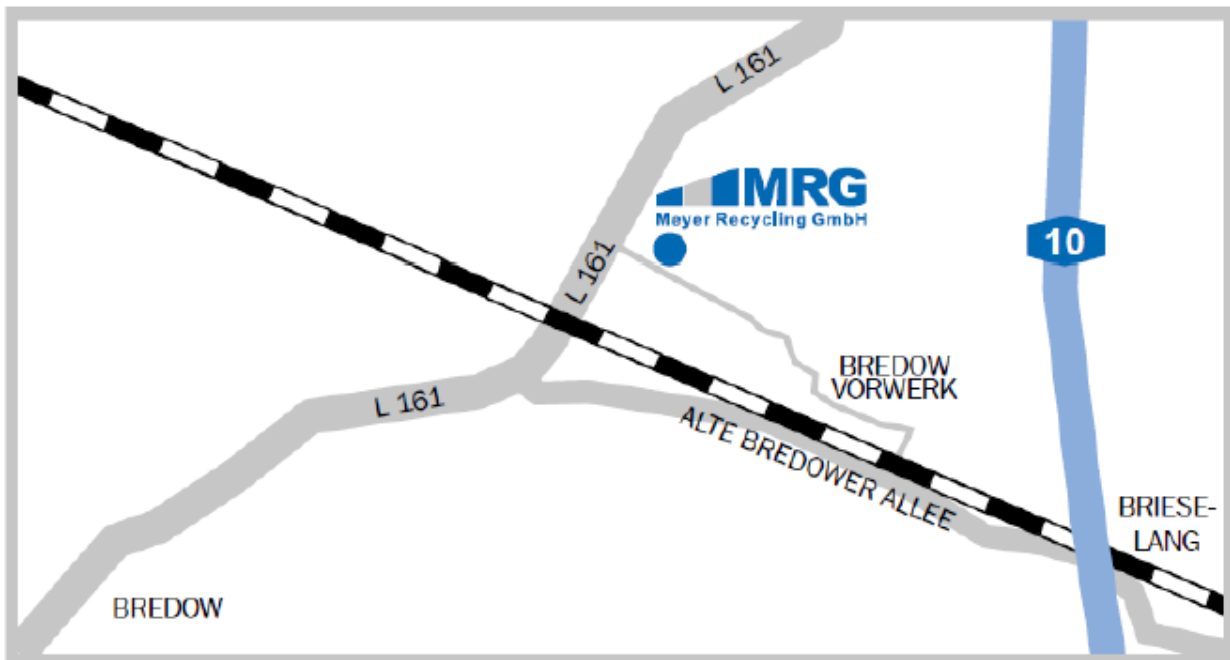 L 161
MRG
Meyer Recycling GmbH
10
L 161
BREDOW
VORWERK
L 161
ALTE BREDOWER ALLEE
BRIESE-
LANG
BREDOW